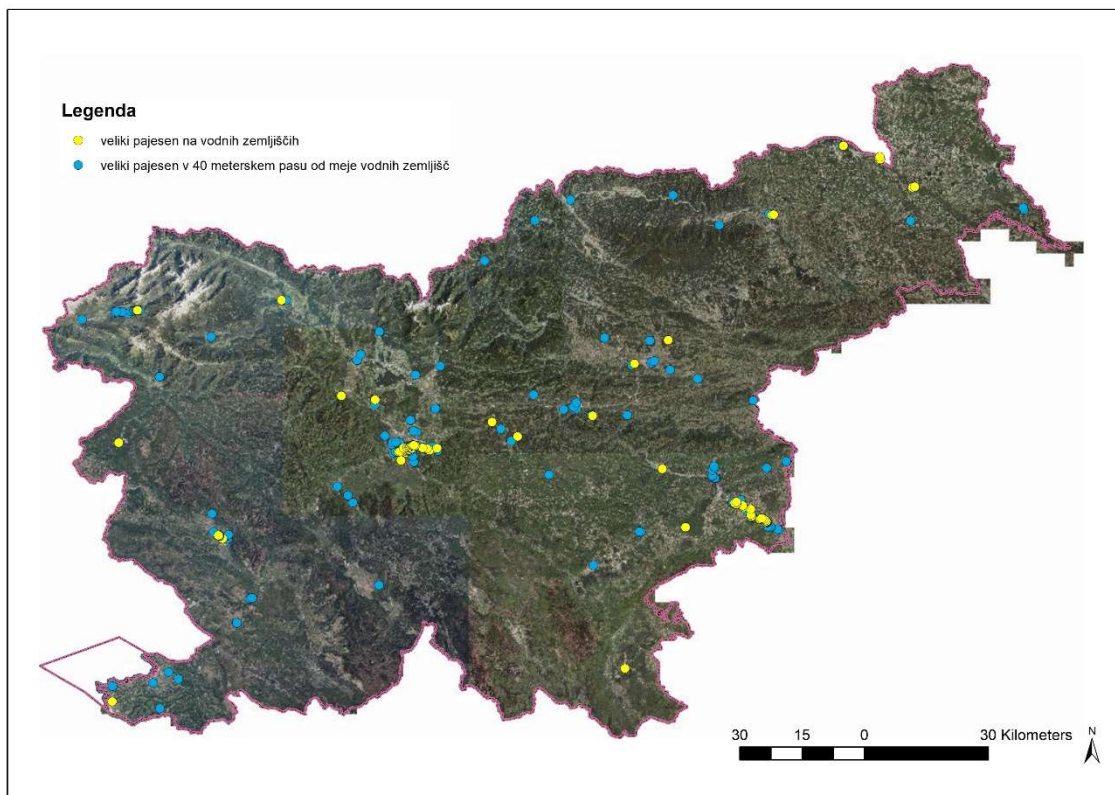 Legenda
veliki pajesen na vodnih zemljiščih
veliki pajesen v 40 meterskem pasu od meje vodnih zemljišč
30 15 0 30 Kilometers
N